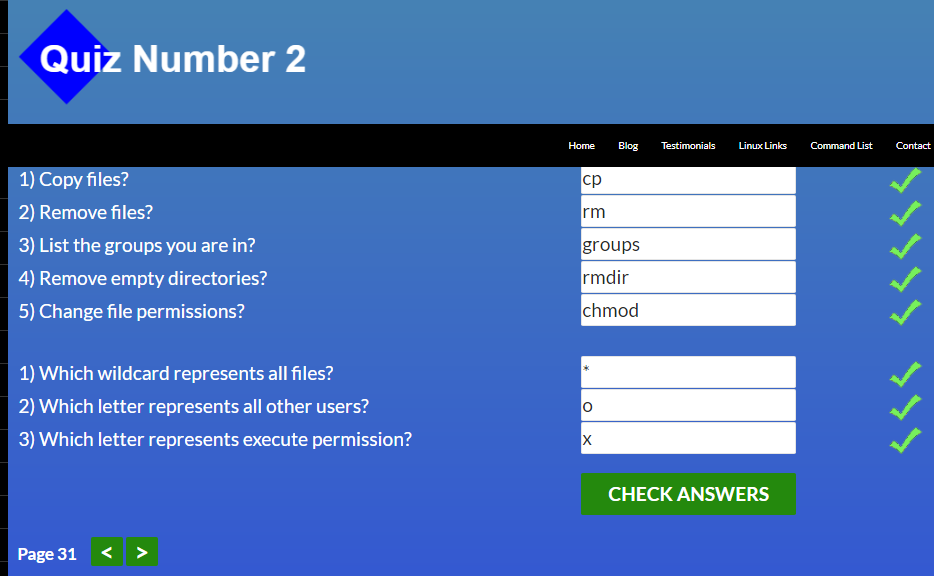 Quiz Number 2
Home Blog Testimonials Linux Links Command List Contact
1) Copy files? cp
2) Remove files? rm
3) List the groups you are in? groups
4) Remove empty directories? rmdir
5) Change file permissions? chmod
1) Which wildcard represents all files? *
2) Which letter represents all other users? o
3) Which letter represents execute permission? x
CHECK ANSWERS
Page 31 < >